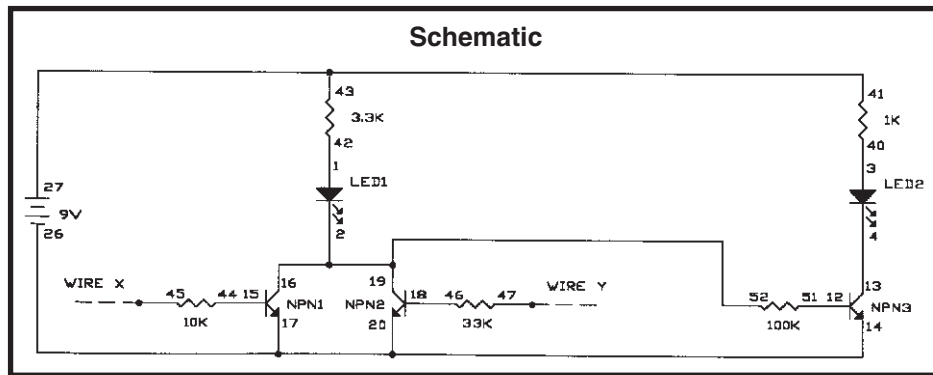 Schematic
43
3.3K
42
1
LED1
2
41
1K
40
3
LED2
4
27
9V
26
WIRE X
45
44
15
10K
16
NPN1
17
19
NPN2
20
18
46
47
33K
WIRE Y
52
51
12
100K
13
NPN3
14